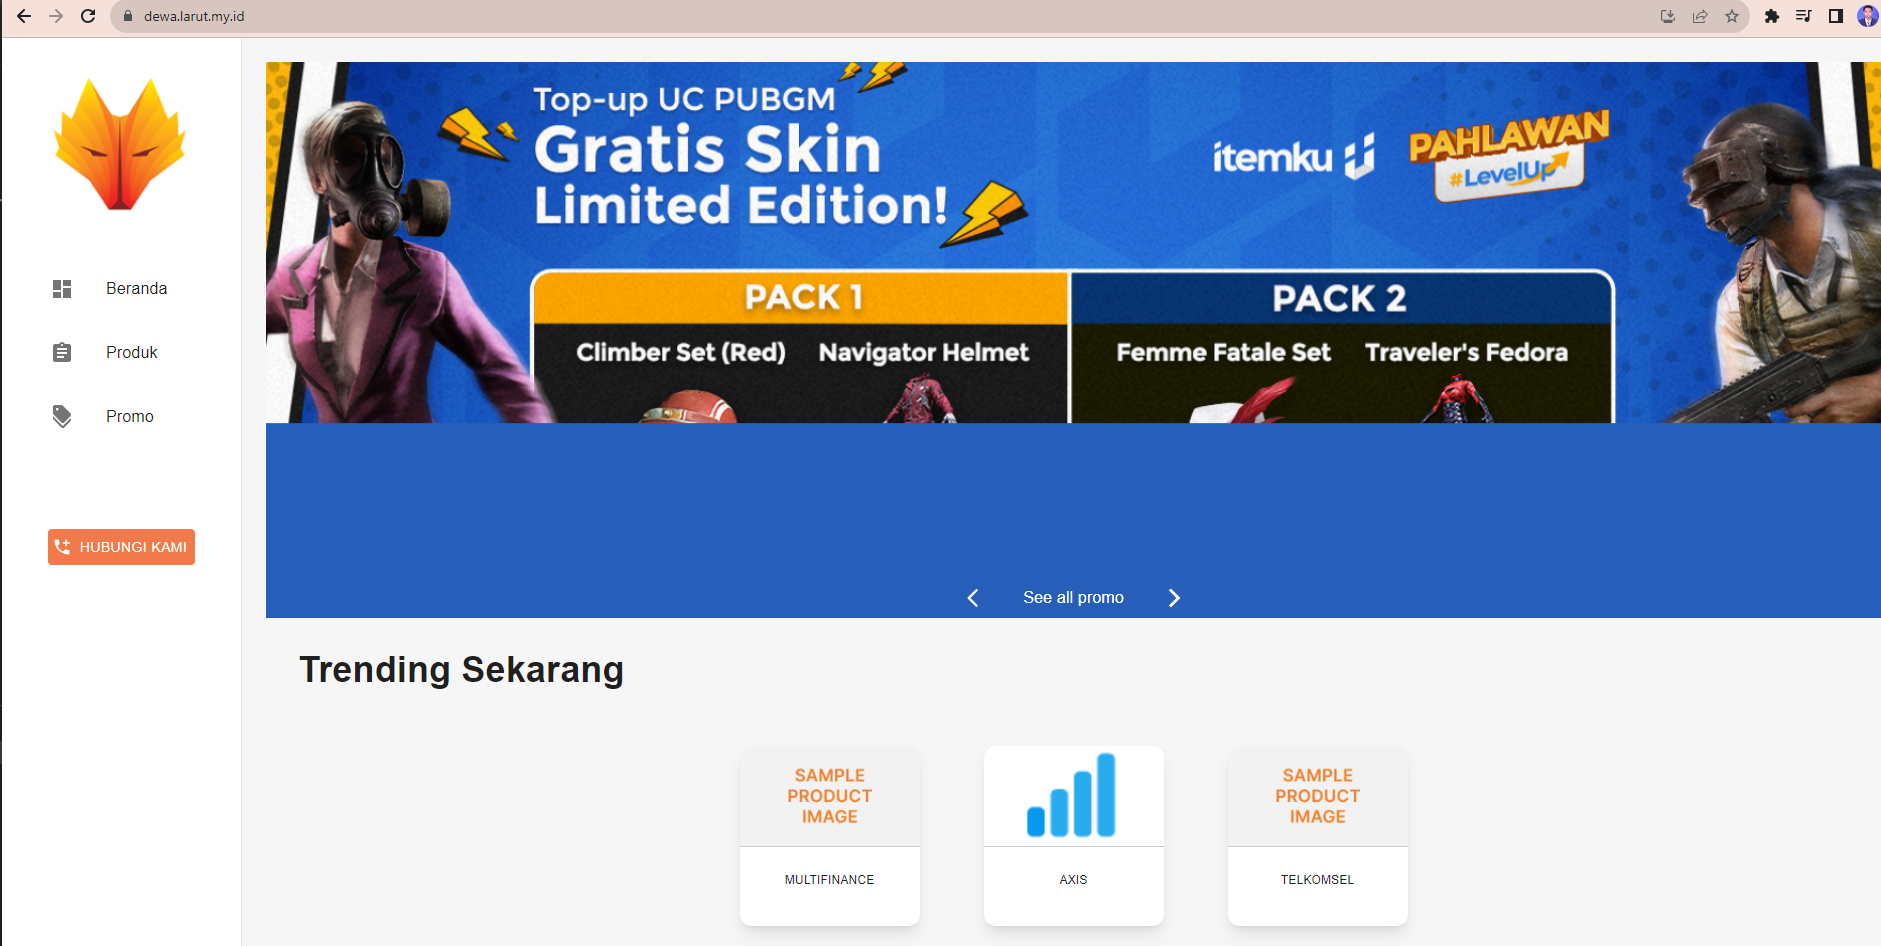 dewa.larut.my.id
Beranda
Produk
Promo
HUBUNGI KAMI
Top-up UC PUBGM
Gratis Skin
Limited Edition!
itemku
PAHLAWAN
#LevelUp
PACK 1
PACK 2
Climber Set (Red)
Navigator Helmet
Femme Fatale Set
Traveler's Fedora
See all promo
Trending Sekarang
SAMPLE
PRODUCT
IMAGE
MULTIFINANCE
AXIS
SAMPLE
PRODUCT
IMAGE
TELKOMSEL